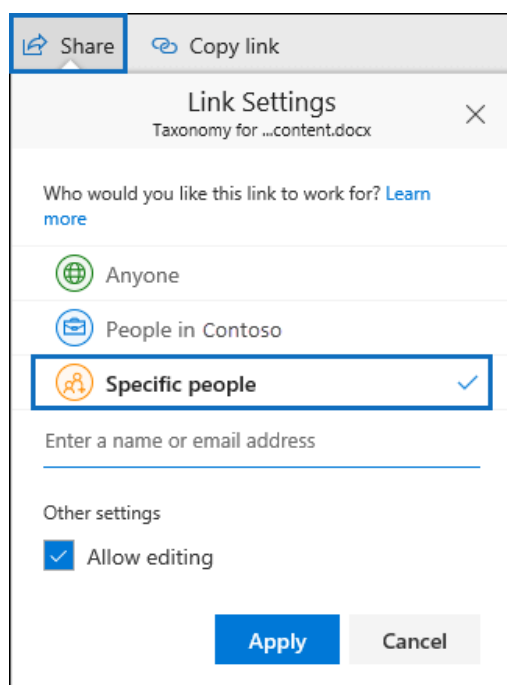 Share Copy link
Link Settings
Taxonomy for ...content.docx
Who would you like this link to work for? Learn
more
Anyone
People in Contoso
Specific people
Enter a name or email address
Other settings
Allow editing
Apply Cancel